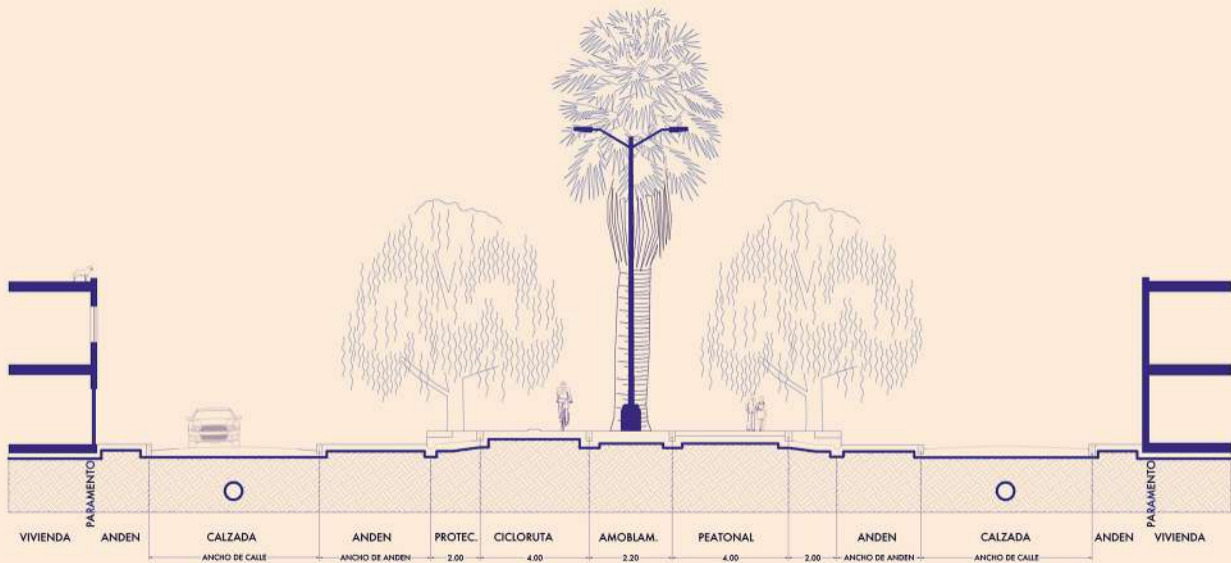 PARAMENTO PARAMENTO
VIVIENDA ANDEN CALZADA ANDEN PROTEC. CICLORUTA AMOBLAM. PEATONAL ANDEN CALZADA ANDEN VIVIENDA
ANCHO DE CALLE ANCHO DE ANDEN 2.00 4.00 2.20 4.00 2.00 ANCHO DE ANDEN ANCHO DE CALLE